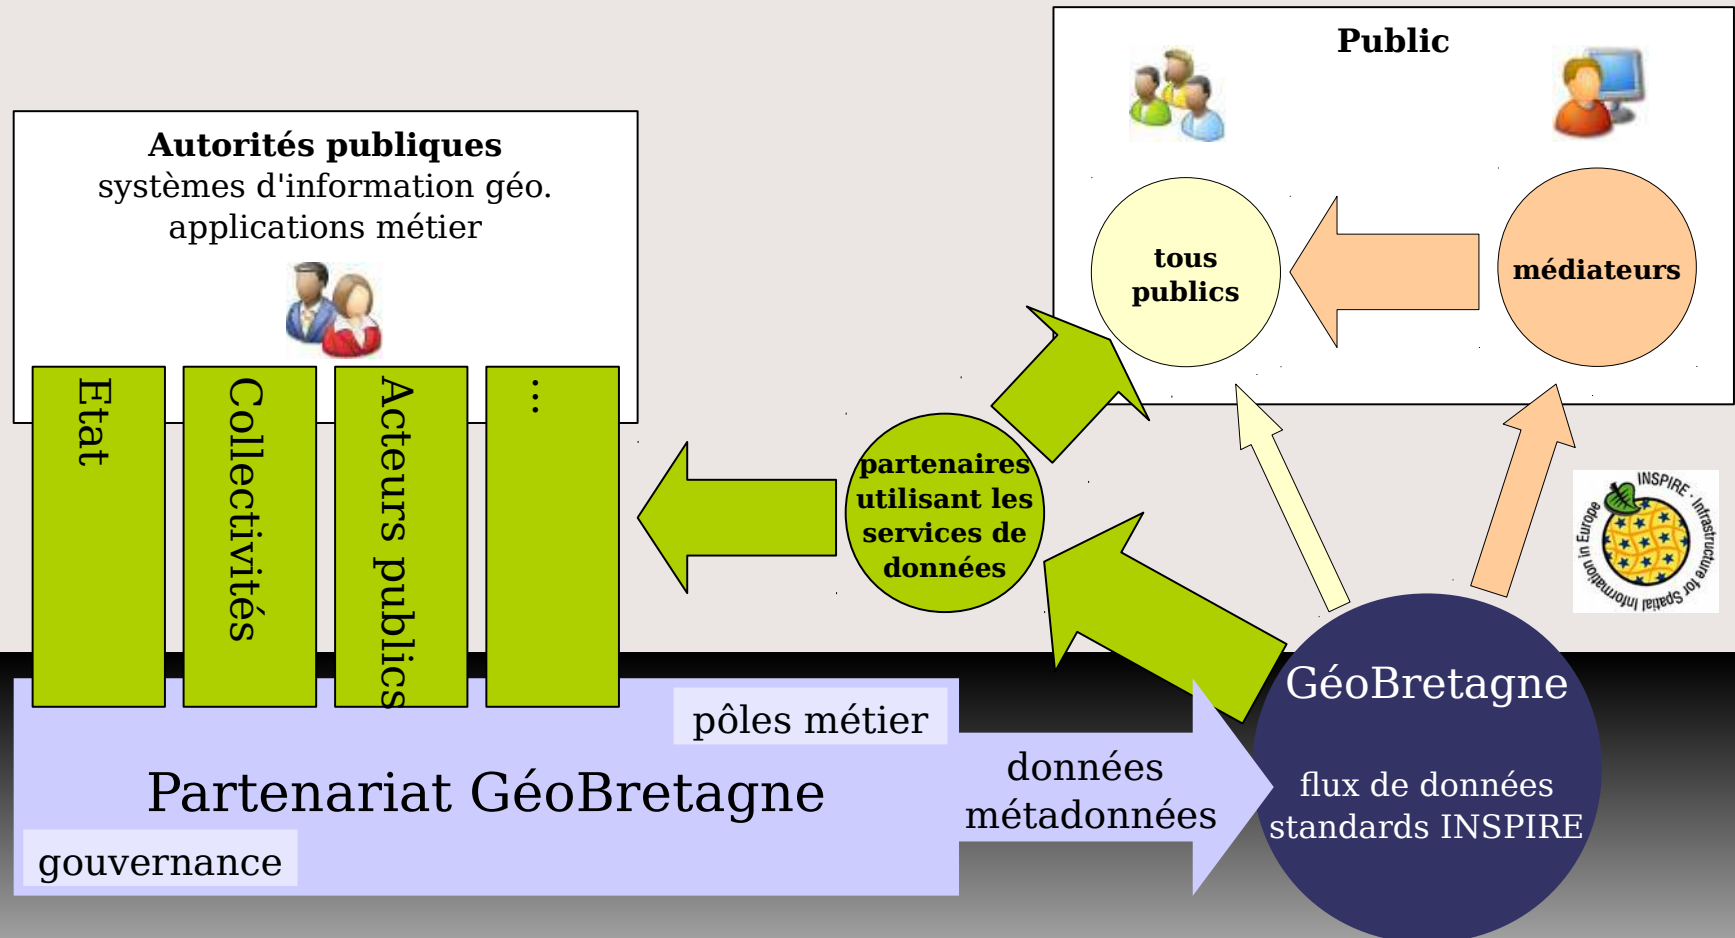 Public
Autorités publiques
systèmes d'information géo.
applications métier
tous
publics
médiateurs
Etat
Collectivités
Acteurs publics
...
partenaires
utilisant les
services de
données
INSPIRE · Infrastructure for Spatial Information in Europe
GéoBretagne
flux de données
standards INSPIRE
pôles métier
Partenariat GéoBretagne
gouvernance
données
métadonnées